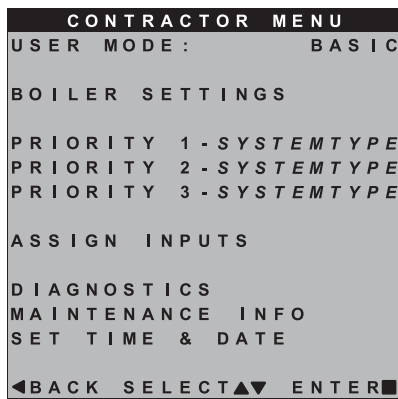 CONTRACTOR MENU
USER MODE: BASIC
BOILER SETTINGS
PRIORITY 1-SYSTEMTYPE
PRIORITY 2-SYSTEMTYPE
PRIORITY 3-SYSTEMTYPE
ASSIGN INPUTS
DIAGNOSTICS
MAINTENANCE INFO
SET TIME & DATE
◀BACK SELECT▲▼ ENTER■